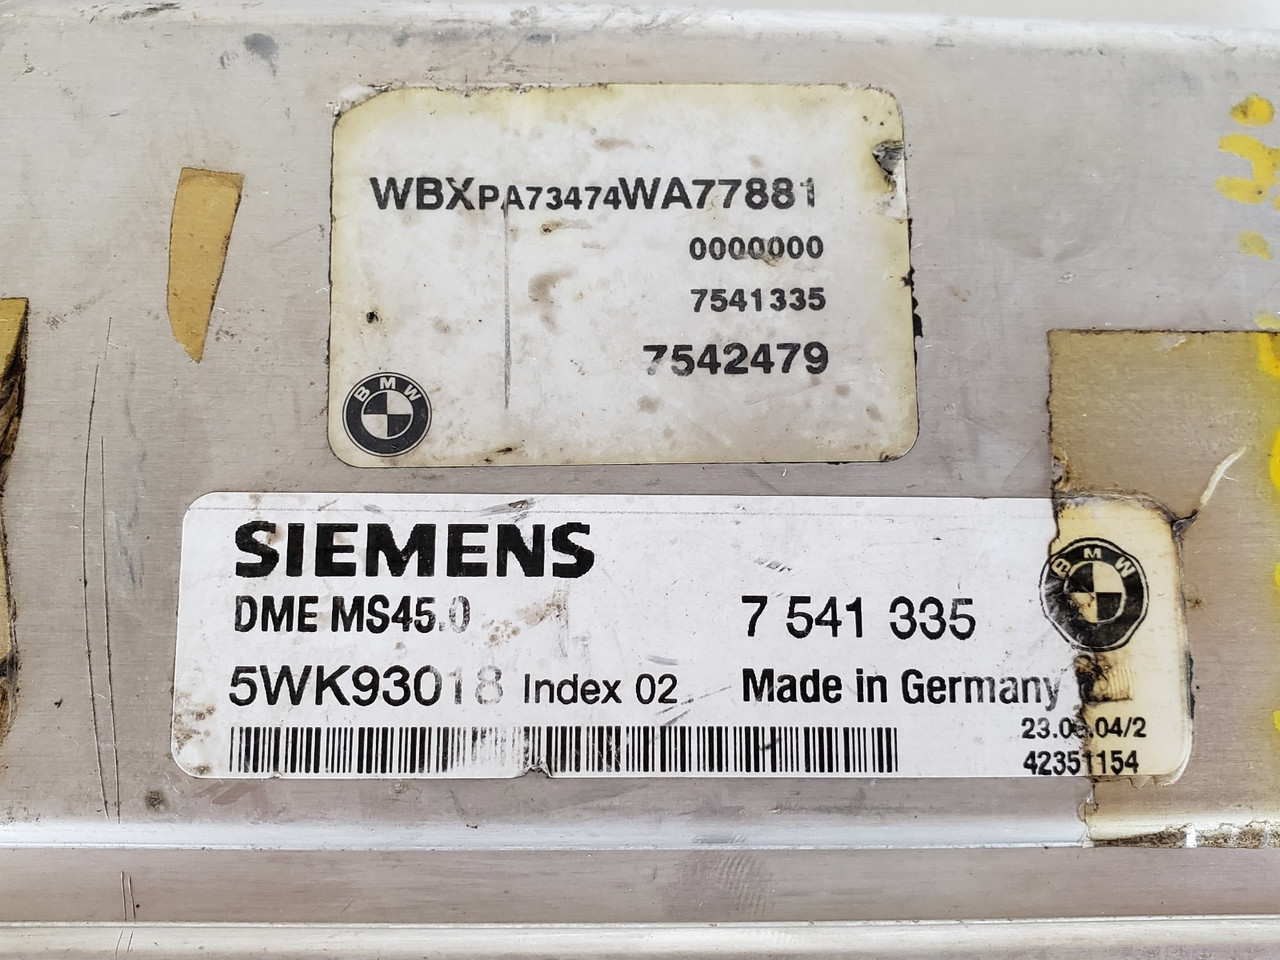 WBXPA73474WA77881
0000000
7541335
7542479
BMW
SIEMENS
DME MS45.0
7 541 335
BMW
5WK93018 Index 02
Made in Germany
42351154